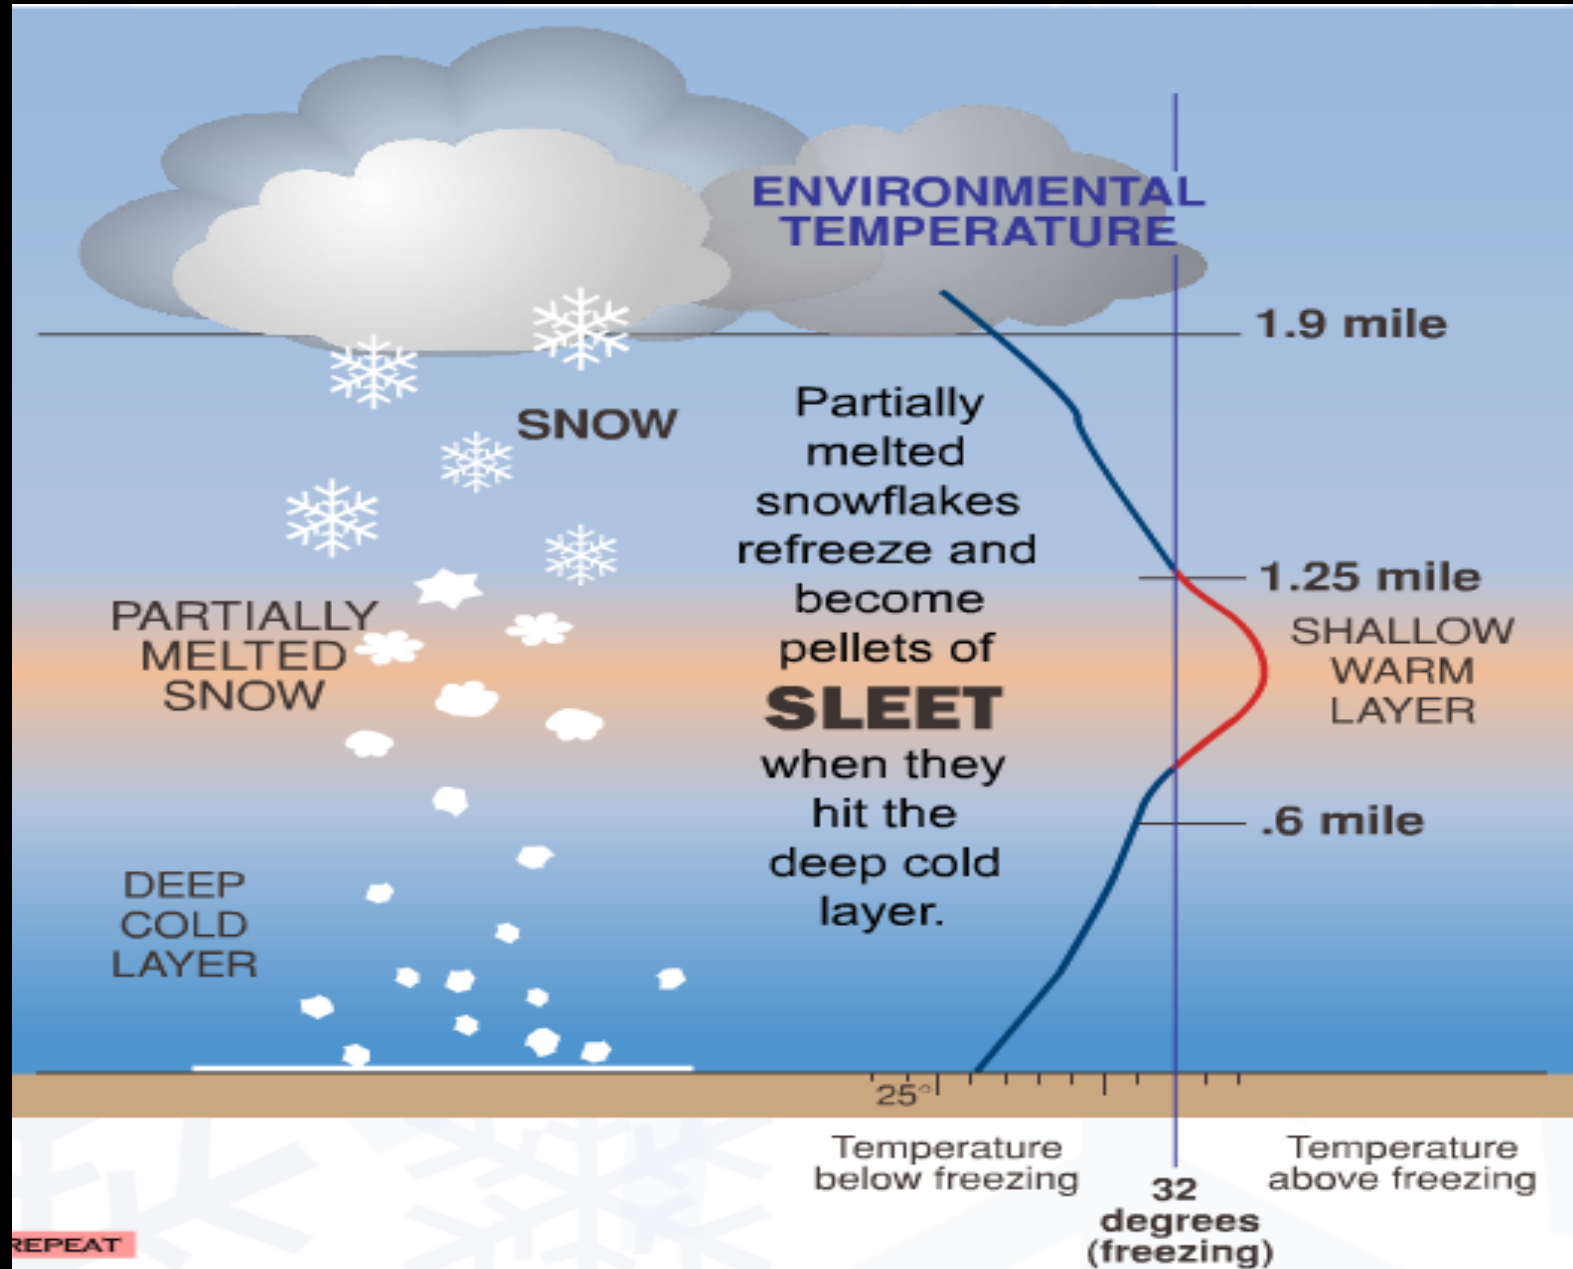 ENVIRONMENTAL
TEMPERATURE
1.9 mile
SNOW
Partially
melted
snowflakes
refreeze and
become
pellets of
SLEET
when they
hit the
deep cold
layer.
1.25 mile
SHALLOW
WARM
LAYER
PARTIALLY
MELTED
SNOW
.6 mile
DEEP
COLD
LAYER
25°
Temperature
below freezing
32
degrees
(freezing)
Temperature
above freezing
REPEAT